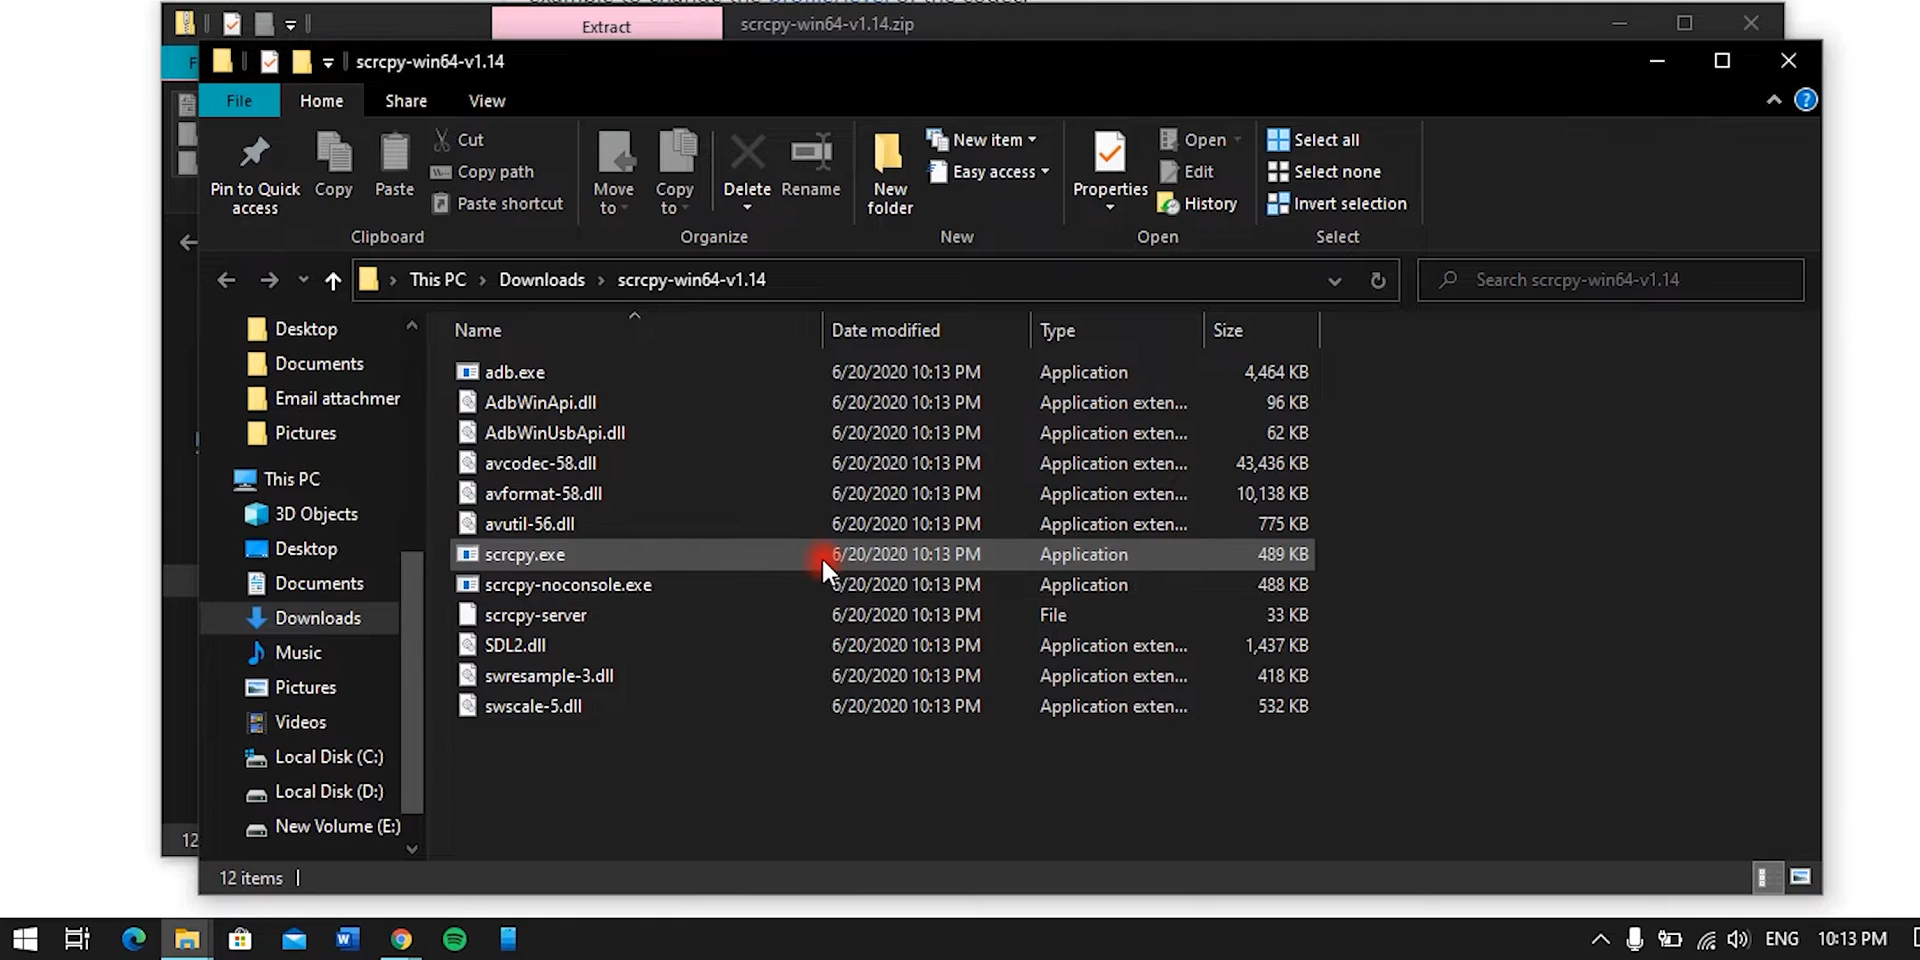 Extract
scrcpy-win64-v1.14.zip
scrcpy-win64-v1.14
File Home Share View
Pin to Quick access
Copy
Paste
Cut
Copy path
Paste shortcut
Clipboard
Move to
Copy to
Delete
Rename
Organize
New folder
New item
Easy access
New
Properties
Open
Edit
History
Open
Select all
Select none
Invert selection
Select
This PC > Downloads > scrcpy-win64-v1.14
Search scrcpy-win64-v1.14
Desktop
Documents
Email attachmer
Pictures
This PC
3D Objects
Desktop
Documents
Downloads
Music
Pictures
Videos
Local Disk (C:)
Local Disk (D:)
New Volume (E:)
Name Date modified Type Size
adb.exe 6/20/2020 10:13 PM Application 4,464 KB
AdbWinApi.dll 6/20/2020 10:13 PM Application exten... 96 KB
AdbWinUsbApi.dll 6/20/2020 10:13 PM Application exten... 62 KB
avcodec-58.dll 6/20/2020 10:13 PM Application exten... 43,436 KB
avformat-58.dll 6/20/2020 10:13 PM Application exten... 10,138 KB
avutil-56.dll 6/20/2020 10:13 PM Application exten... 775 KB
scrcpy.exe 6/20/2020 10:13 PM Application 489 KB
scrcpy-noconsole.exe 6/20/2020 10:13 PM Application 488 KB
scrcpy-server 6/20/2020 10:13 PM File 33 KB
SDL2.dll 6/20/2020 10:13 PM Application exten... 1,437 KB
swresample-3.dll 6/20/2020 10:13 PM Application exten... 418 KB
swscale-5.dll 6/20/2020 10:13 PM Application exten... 532 KB
12
12 items
ENG 10:13 PM